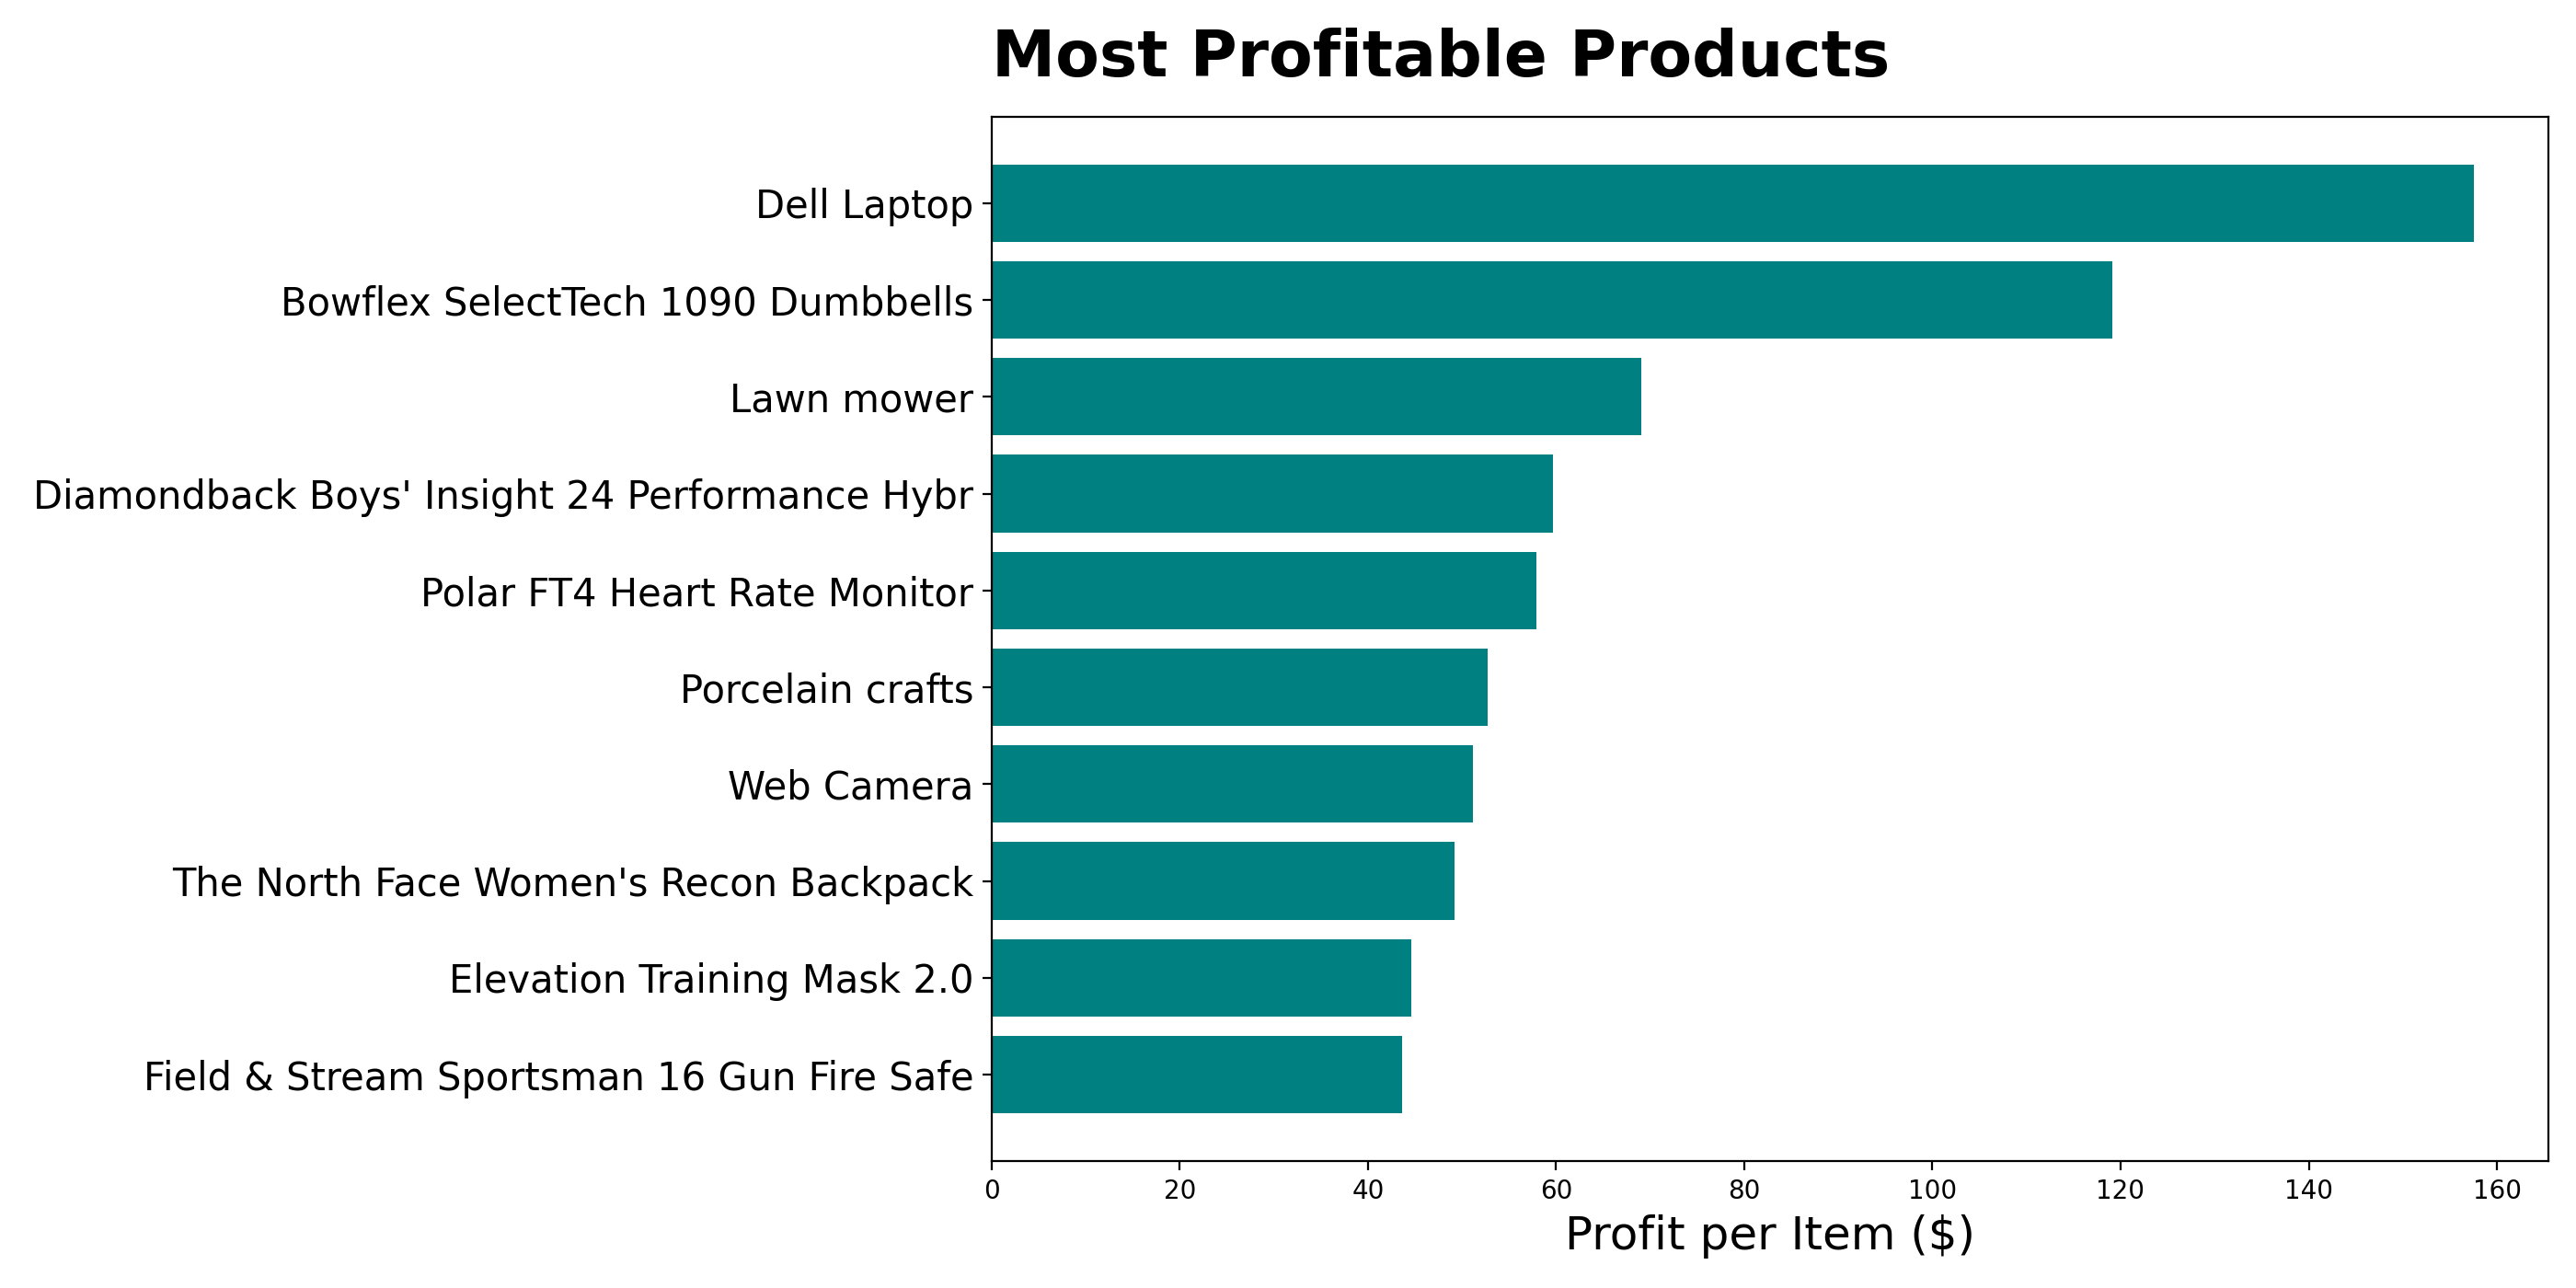 Most Profitable Products
Dell Laptop
Bowflex SelectTech 1090 Dumbbells
Lawn mower
Diamondback Boys' Insight 24 Performance Hybr
Polar FT4 Heart Rate Monitor
Porcelain crafts
Web Camera
The North Face Women's Recon Backpack
Elevation Training Mask 2.0
Field & Stream Sportsman 16 Gun Fire Safe
0 20 40 60 80 100 120 140 160
Profit per Item ($)